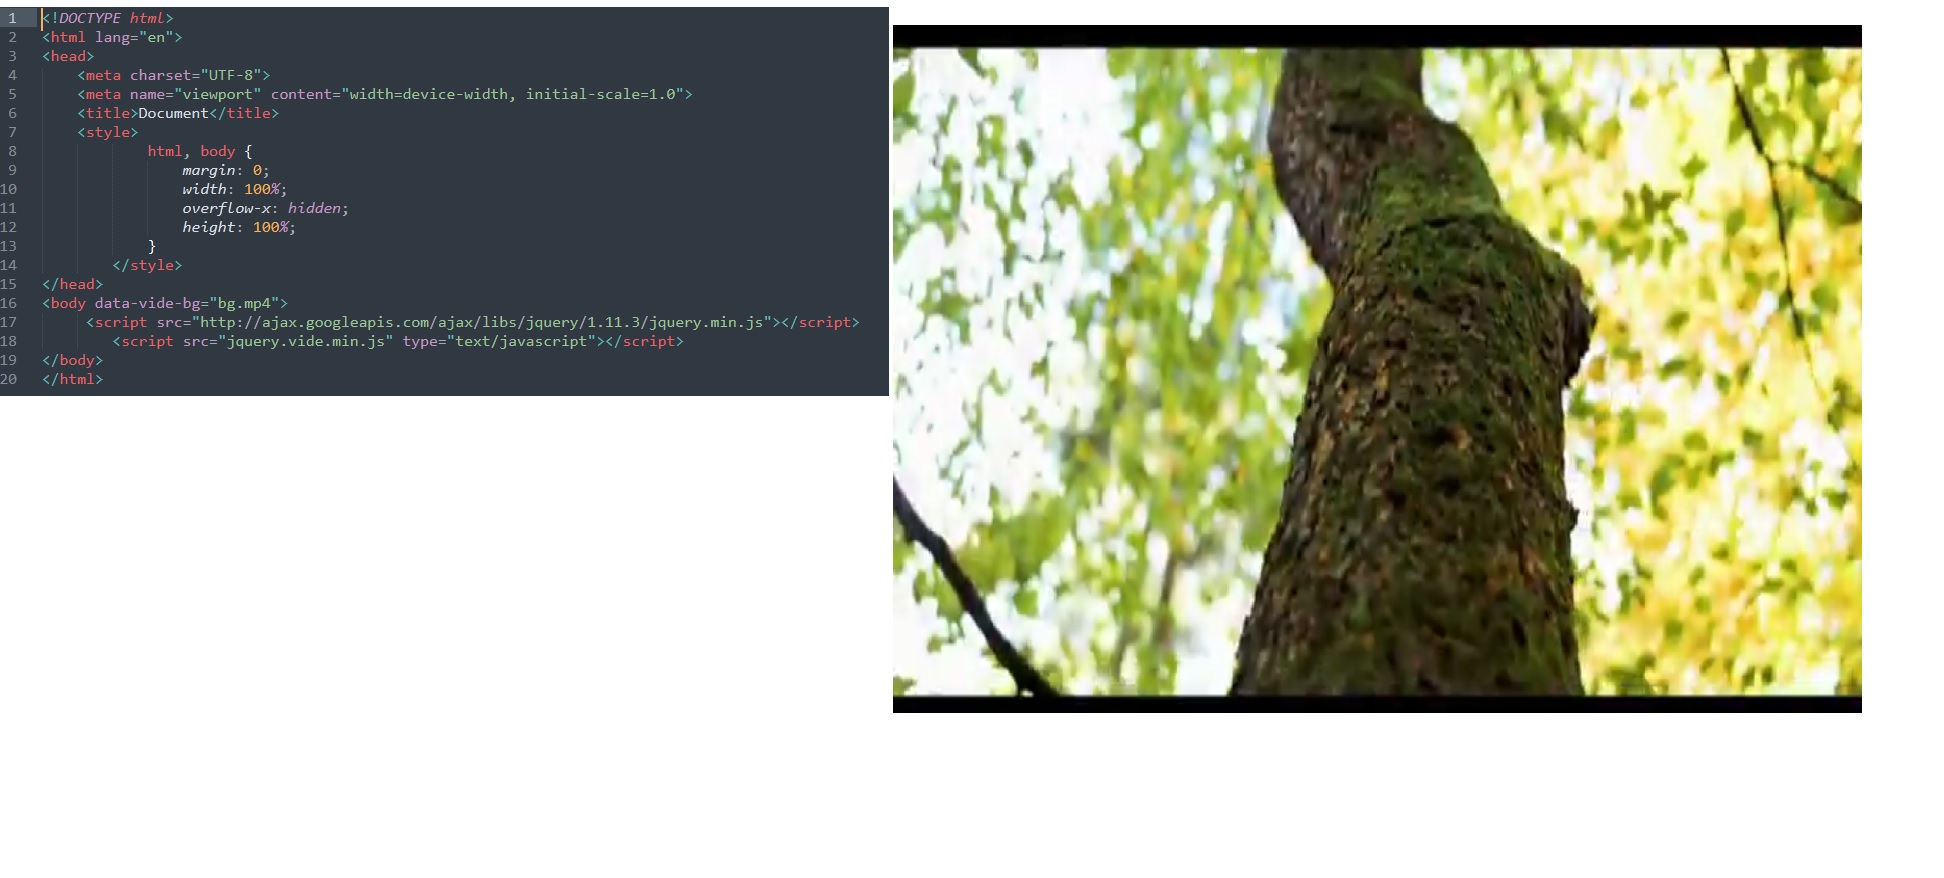 1 <!DOCTYPE html>
2 <html lang="en">
3 <head>
4     <meta charset="UTF-8">
5     <meta name="viewport" content="width=device-width, initial-scale=1.0">
6     <title>Document</title>
7     <style>
8             html, body {
9                 margin: 0;
10                 width: 100%;
11                 overflow-x: hidden;
12                 height: 100%;
13             }
14         </style>
15 </head>
16 <body data-vide-bg="bg.mp4">
17      <script src="http://ajax.googleapis.com/ajax/libs/jquery/1.11.3/jquery.min.js"></script>
18         <script src="jquery.vide.min.js" type="text/javascript"></script>
19 </body>
20 </html>